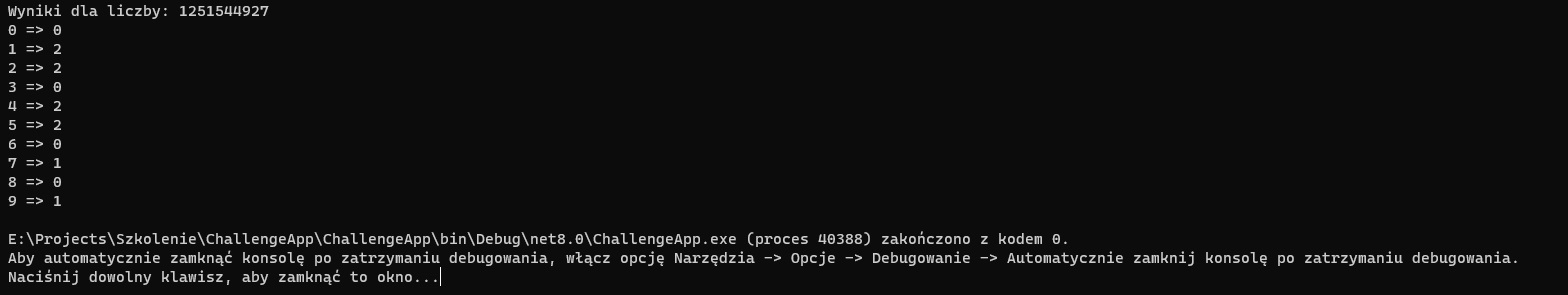 Wyniki dla liczby: 1251544927
0 => 0
1 => 2
2 => 2
3 => 0
4 => 2
5 => 2
6 => 0
7 => 1
8 => 0
9 => 1
E:\Projects\Szkolenie\ChallengeApp\ChallengeApp\bin\Debug\net8.0\ChallengeApp.exe (proces 40388) zakończono z kodem 0.
Aby automatycznie zamknąć konsolę po zatrzymaniu debugowania, włącz opcję Narzędzia -> Opcje -> Debugowanie -> Automatycznie zamknij konsolę po zatrzymaniu debugowania.
Naciśnij dowolny klawisz, aby zamknąć to okno...